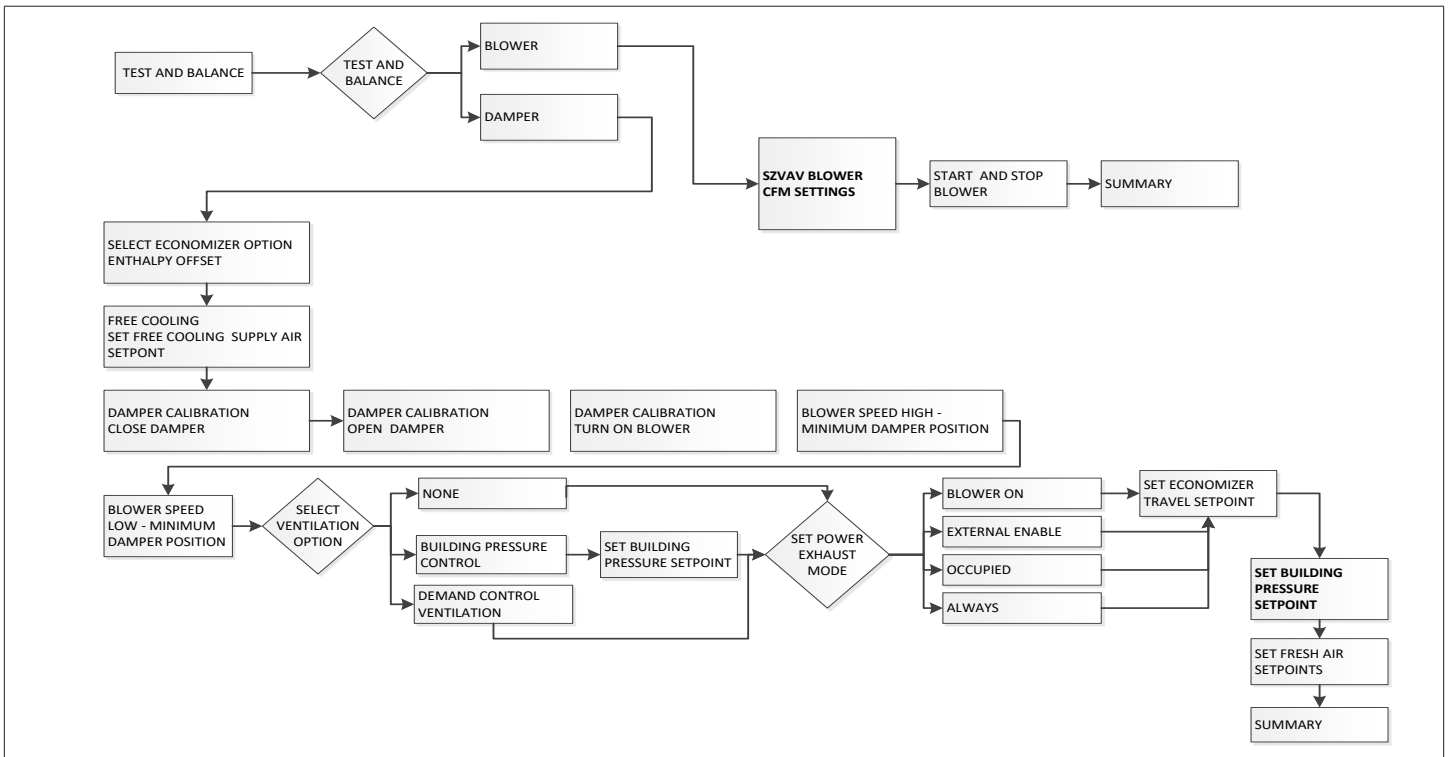 TEST AND BALANCE
TEST AND
BALANCE
BLOWER
DAMPER
SZVAV BLOWER
CFM SETTINGS
START  AND STOP
BLOWER
SUMMARY
SELECT ECONOMIZER OPTION
ENTHALPY OFFSET
FREE COOLING
SET FREE COOLING  SUPPLY AIR
SETPONT
DAMPER CALIBRATION
CLOSE DAMPER
DAMPER CALIBRATION
OPEN  DAMPER
DAMPER CALIBRATION
TURN ON BLOWER
BLOWER SPEED HIGH -
MINIMUM DAMPER POSITION
BLOWER SPEED
LOW - MINIMUM
DAMPER POSITION
SELECT
VENTILATION
OPTION
NONE
BUILDING PRESSURE
CONTROL
DEMAND CONTROL
VENTILATION
SET BUILDING
PRESSURE SETPOINT
SET POWER
EXHAUST
MODE
BLOWER ON
EXTERNAL ENABLE
OCCUPIED
ALWAYS
SET ECONOMIZER
TRAVEL SETPOINT
SET BUILDING
PRESSURE
SETPOINT
SET FRESH AIR
SETPOINTS
SUMMARY